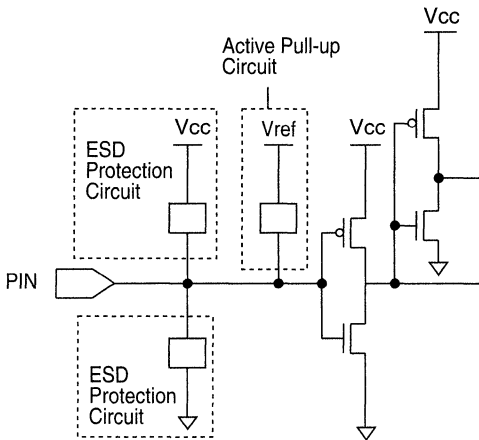 Vcc
Active Pull-up
Circuit
Vcc
Vref
Vcc
ESD
Protection
Circuit
PIN
ESD
Protection
Circuit